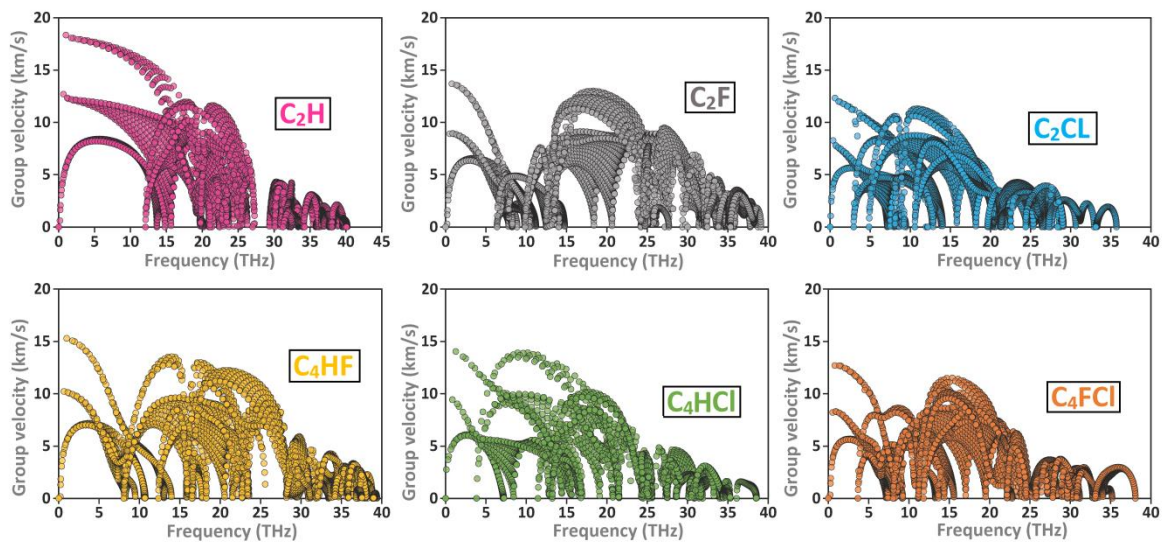 20
15
10
5
0
Group velocity (km/s)
C₂H
0 5 10 15 20 25 30 35 40 45
Frequency (THz)
20
15
10
5
0
Group velocity (km/s)
C₂F
0 5 10 15 20 25 30 35 40
Frequency (THz)
20
15
10
5
0
Group velocity (km/s)
C₂CL
0 5 10 15 20 25 30 35 40
Frequency (THz)
20
15
10
5
0
Group velocity (km/s)
C₄HF
0 5 10 15 20 25 30 35 40
Frequency (THz)
20
15
10
5
0
Group velocity (km/s)
C₄HCl
0 5 10 15 20 25 30 35 40
Frequency (THz)
20
15
10
5
0
Group velocity (km/s)
C₄FCl
0 5 10 15 20 25 30 35 40
Frequency (THz)